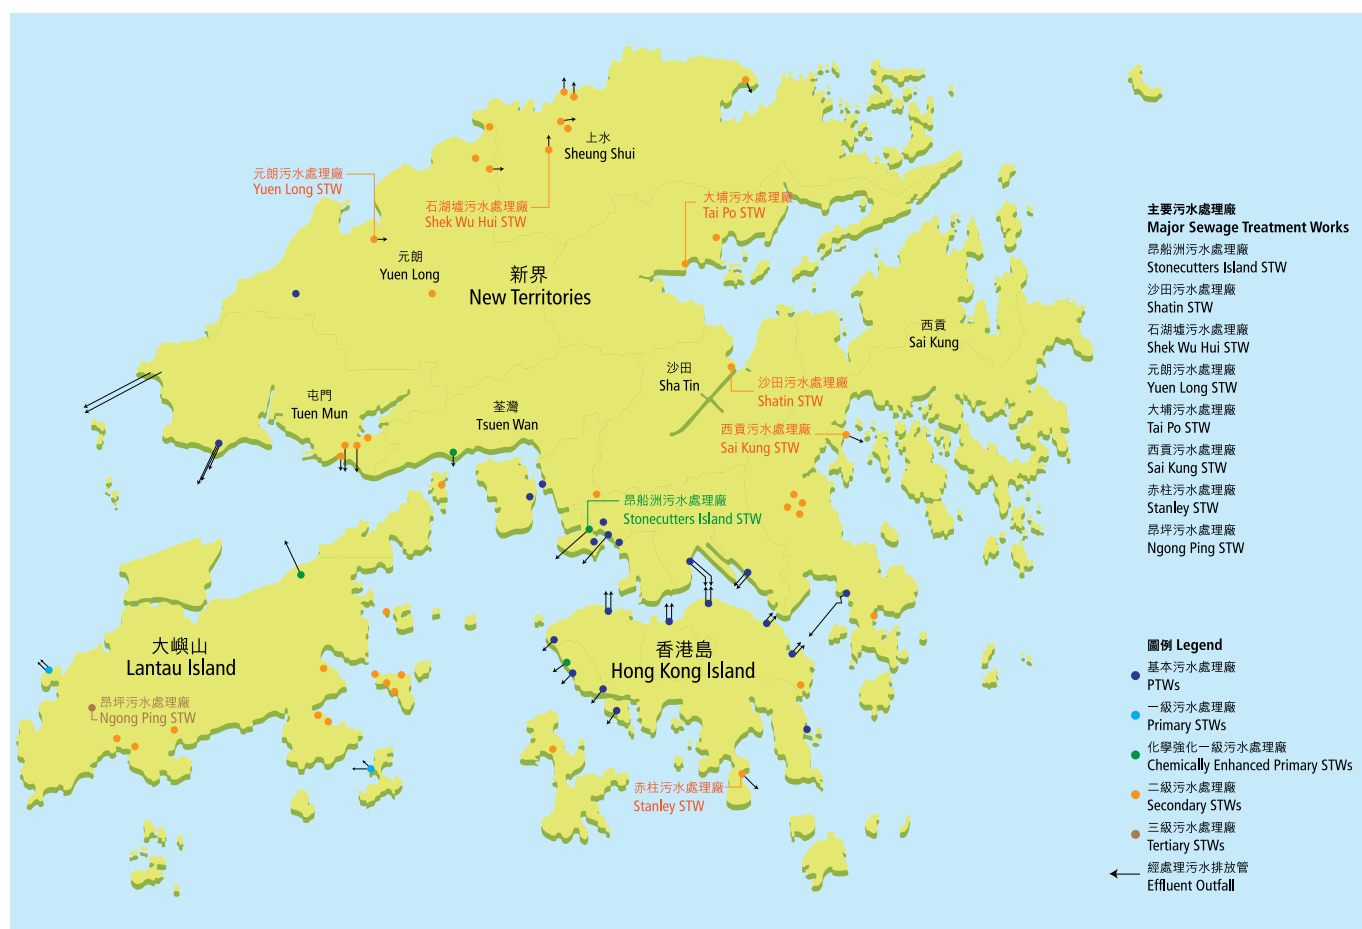 上水
Sheung Shui
元朗污水處理廠
Yuen Long STW
石湖墟污水處理廠
Shek Wu Hui STW
大埔污水處理廠
Tai Po STW
元朗
Yuen Long
新界
New Territories
西貢
Sai Kung
沙田
Sha Tin
沙田污水處理廠
Shatin STW
屯門
Tuen Mun
荃灣
Tsuen Wan
西貢污水處理廠
Sai Kung STW
昂船洲污水處理廠
Stonecutters Island STW
大嶼山
Lantau Island
香港島
Hong Kong Island
昂坪污水處理廠
Ngong Ping STW
赤柱污水處理廠
Stanley STW
主要污水處理廠
Major Sewage Treatment Works
昂船洲污水處理廠
Stonecutters Island STW
沙田污水處理廠
Shatin STW
石湖墟污水處理廠
Shek Wu Hui STW
元朗污水處理廠
Yuen Long STW
大埔污水處理廠
Tai Po STW
西貢污水處理廠
Sai Kung STW
赤柱污水處理廠
Stanley STW
昂坪污水處理廠
Ngong Ping STW
圖例 Legend
基本污水處理廠
PTWs
一級污水處理廠
Primary STWs
化學強化一級污水處理廠
Chemically Enhanced Primary STWs
二級污水處理廠
Secondary STWs
三級污水處理廠
Tertiary STWs
經處理污水排放管
Effluent Outfall